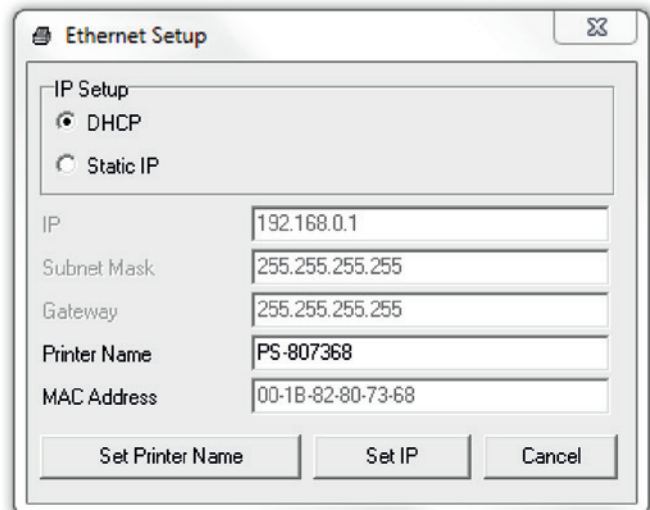 Ethernet Setup
IP Setup
DHCP
Static IP
IP 192.168.0.1
Subnet Mask 255.255.255.255
Gateway 255.255.255.255
Printer Name PS-807368
MAC Address 00-1B-82-80-73-68
Set Printer Name Set IP Cancel